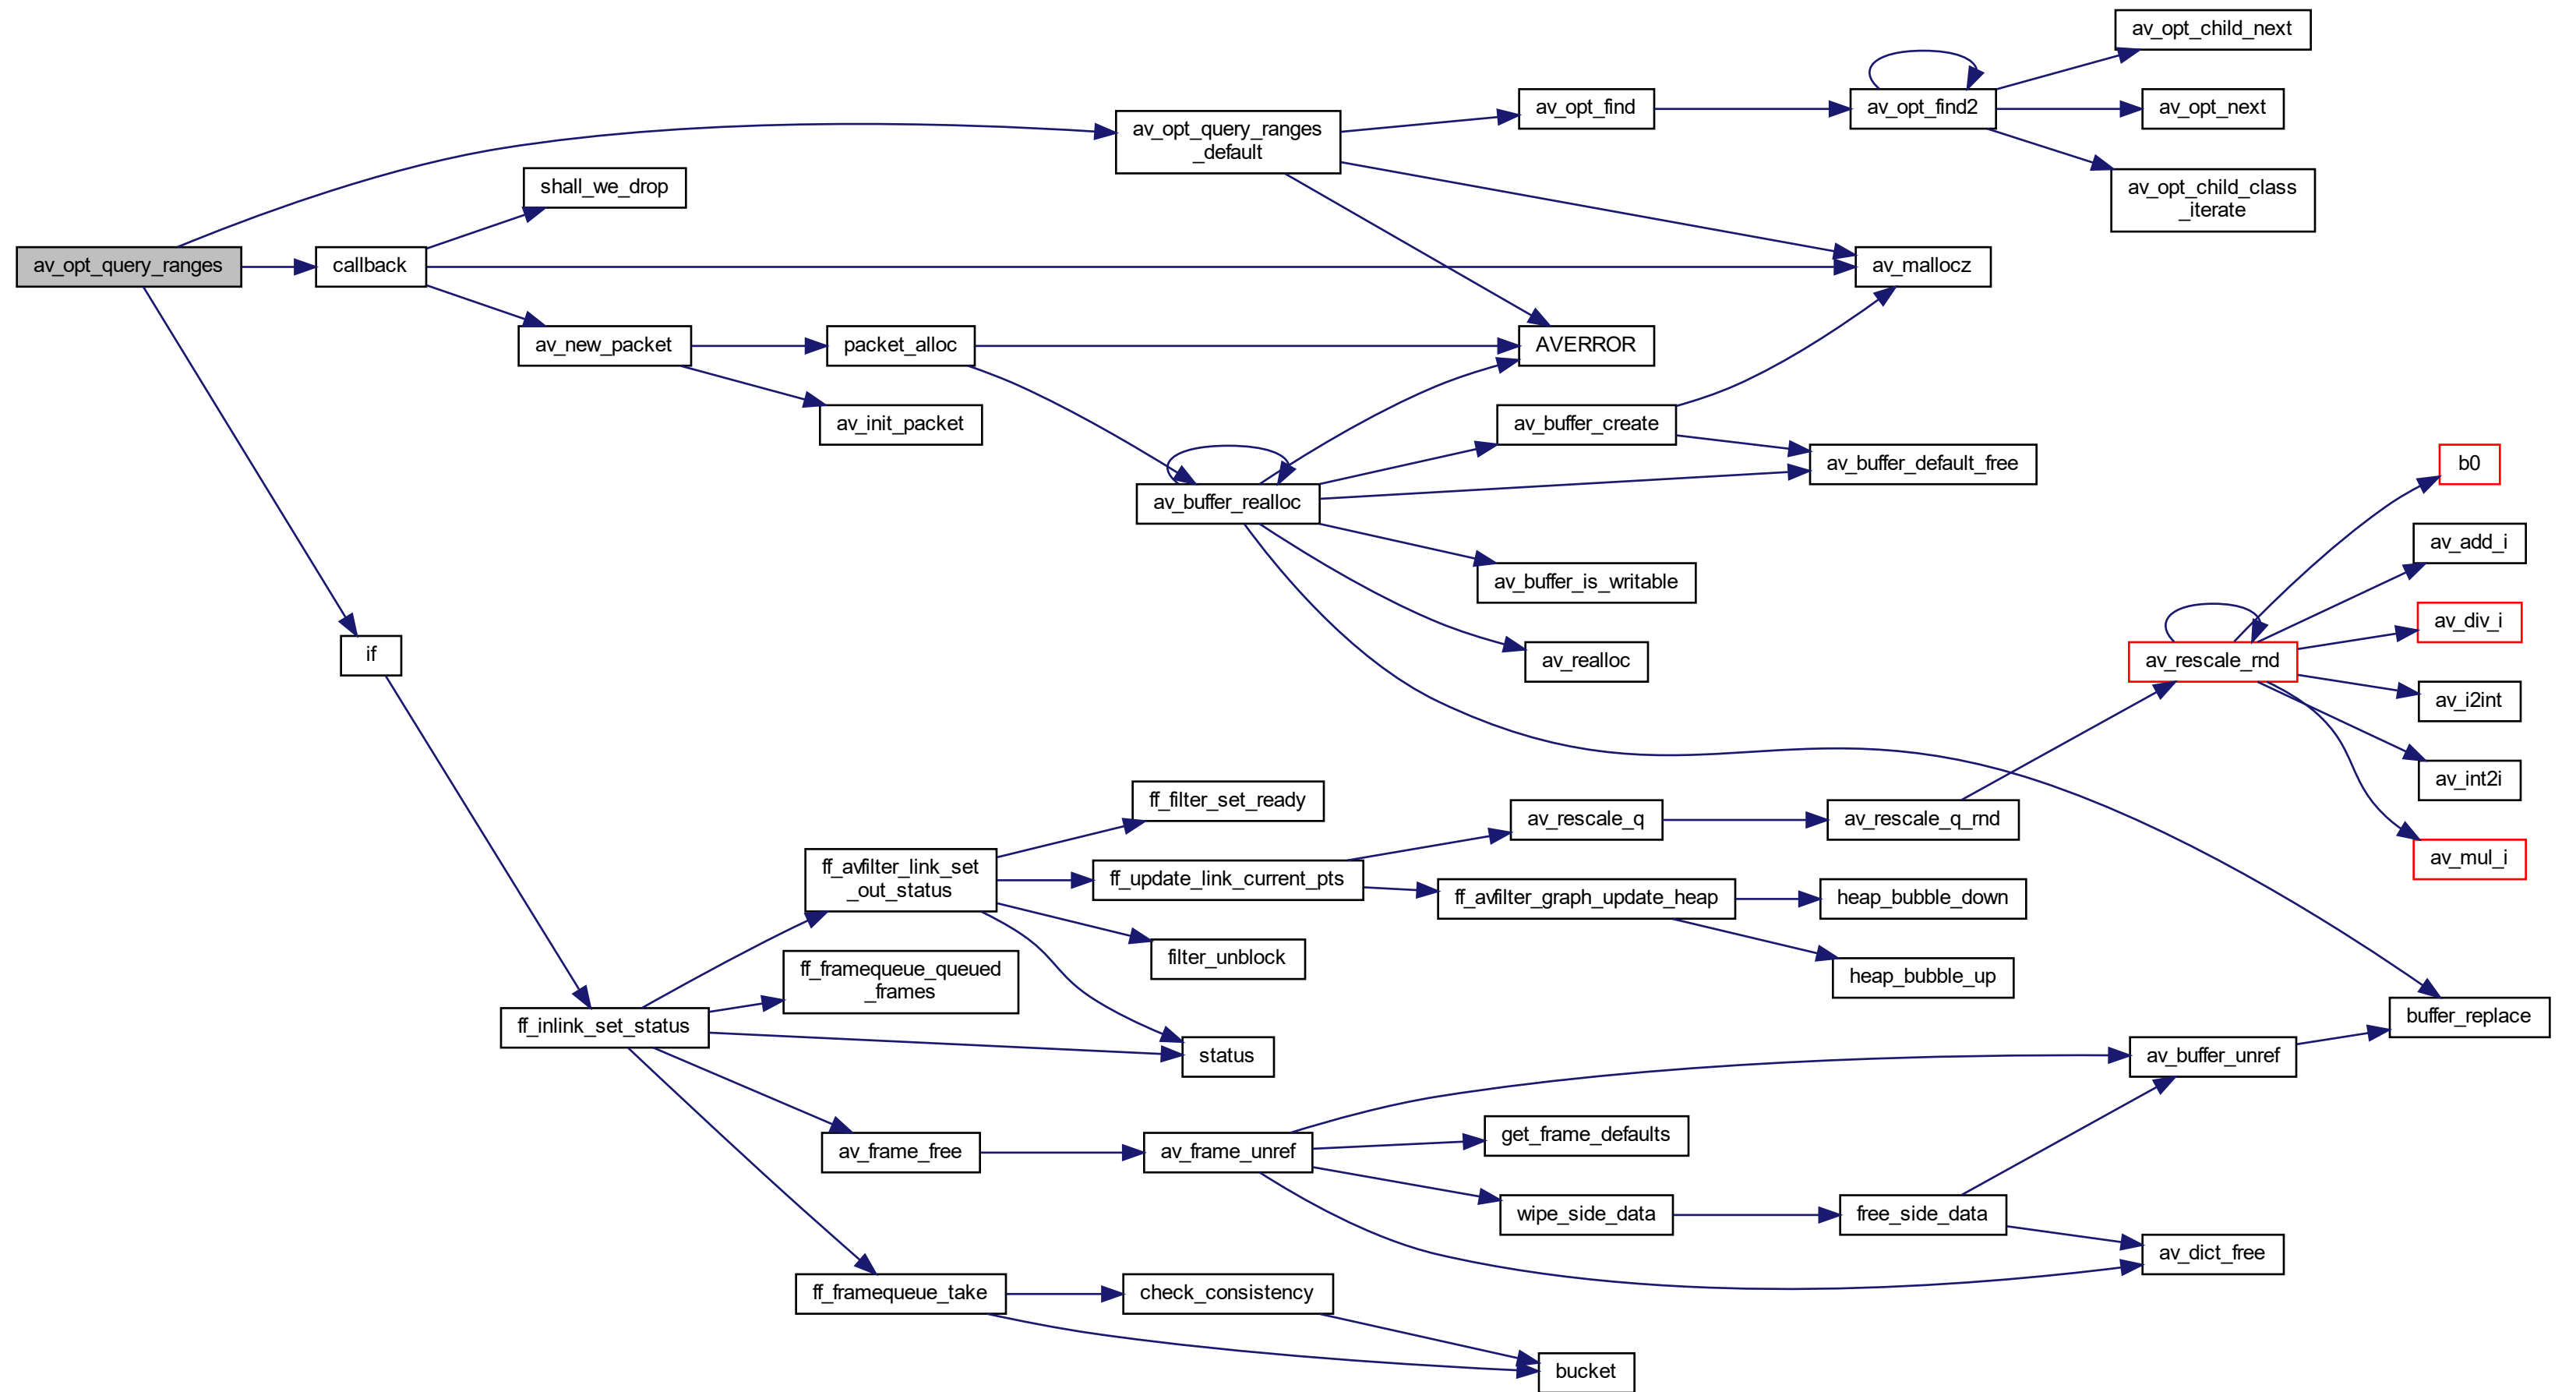 av_opt_query_ranges
callback
if
shall_we_drop
av_new_packet
ff_inlink_set_status
packet_alloc
av_init_packet
ff_avfilter_link_set
_out_status
ff_framequeue_queued
_frames
av_frame_free
ff_framequeue_take
av_opt_query_ranges
_default
av_buffer_realloc
ff_filter_set_ready
ff_update_link_current_pts
filter_unblock
status
av_frame_unref
check_consistency
av_opt_find
AVERROR
av_buffer_create
av_buffer_is_writable
av_realloc
av_rescale_q
ff_avfilter_graph_update_heap
get_frame_defaults
wipe_side_data
bucket
av_opt_find2
av_mallocz
av_buffer_default_free
av_rescale_q_rnd
heap_bubble_down
heap_bubble_up
free_side_data
av_opt_child_next
av_opt_next
av_opt_child_class
_iterate
av_rescale_rnd
av_buffer_unref
av_dict_free
b0
av_add_i
av_div_i
av_i2int
av_int2i
av_mul_i
buffer_replace